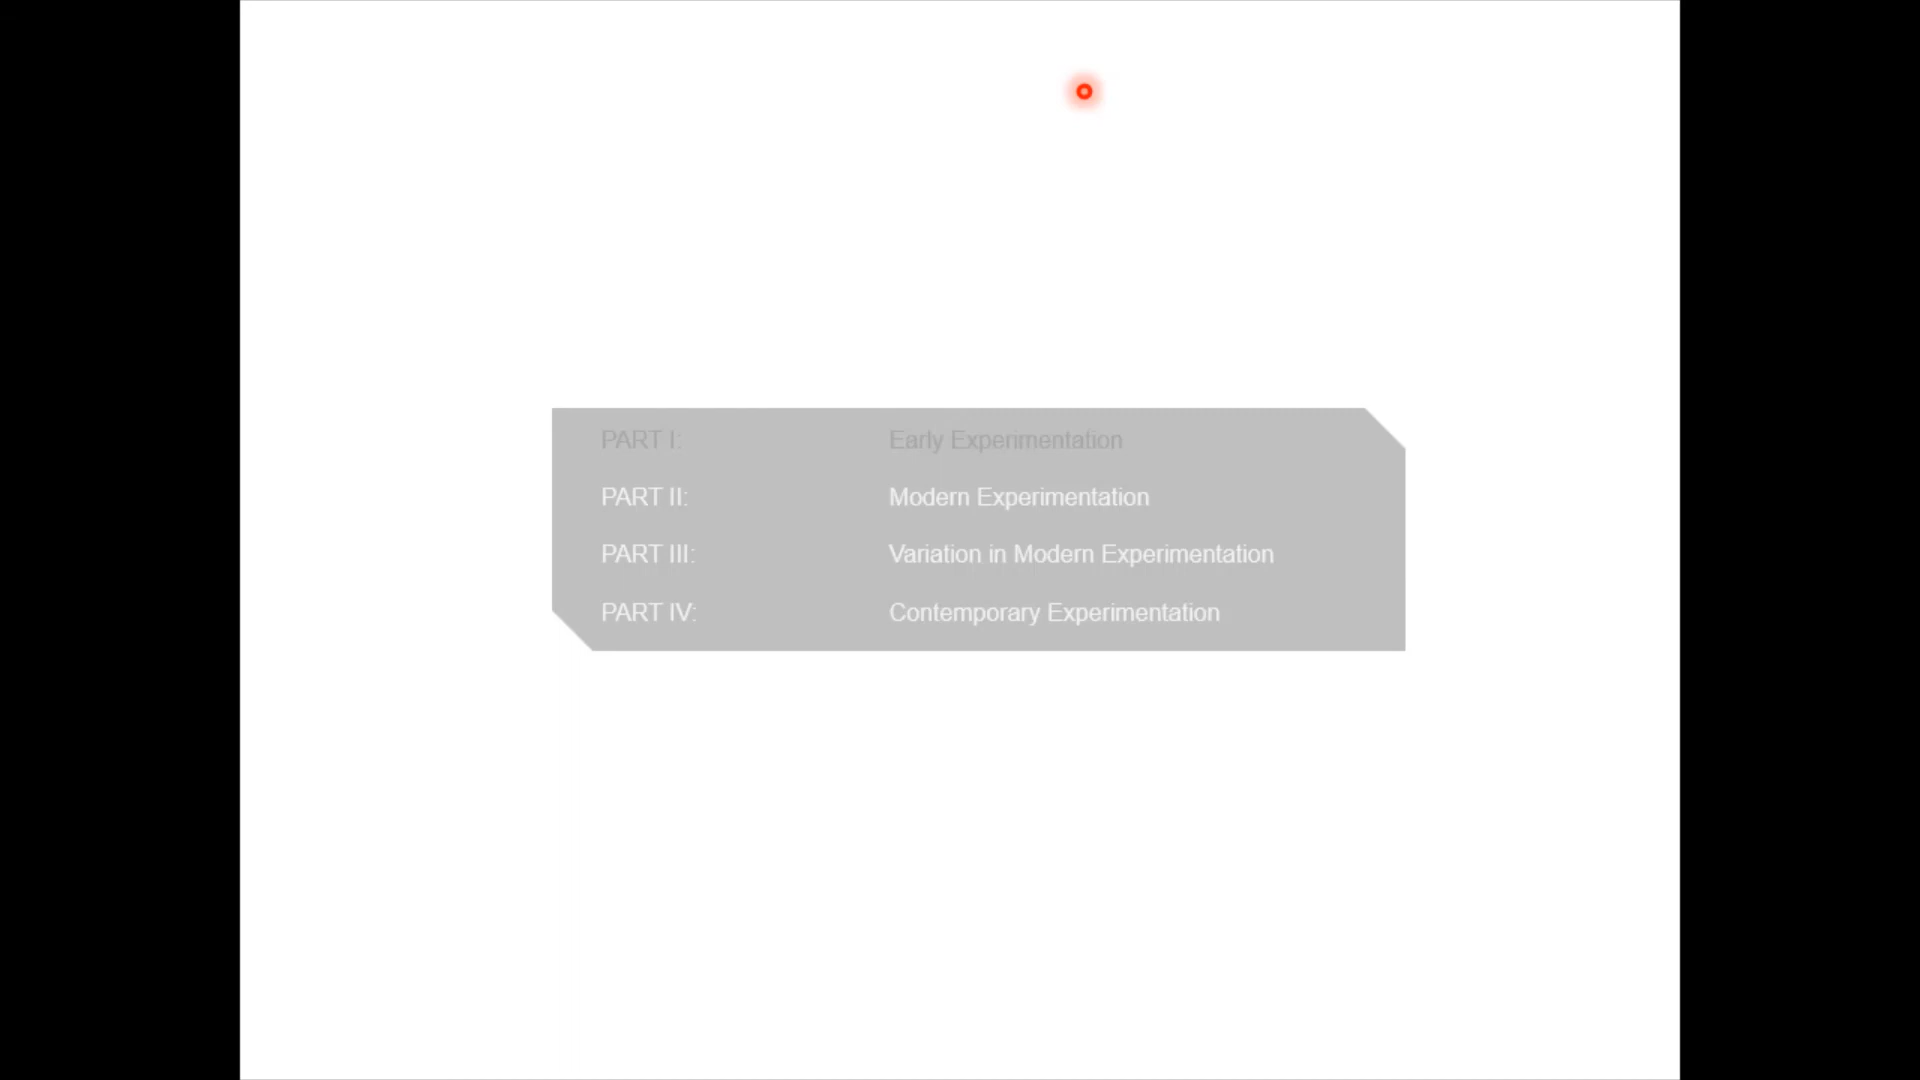 PART I: Early Experimentation
PART II: Modern Experimentation
PART III: Variation in Modern Experimentation
PART IV: Contemporary Experimentation